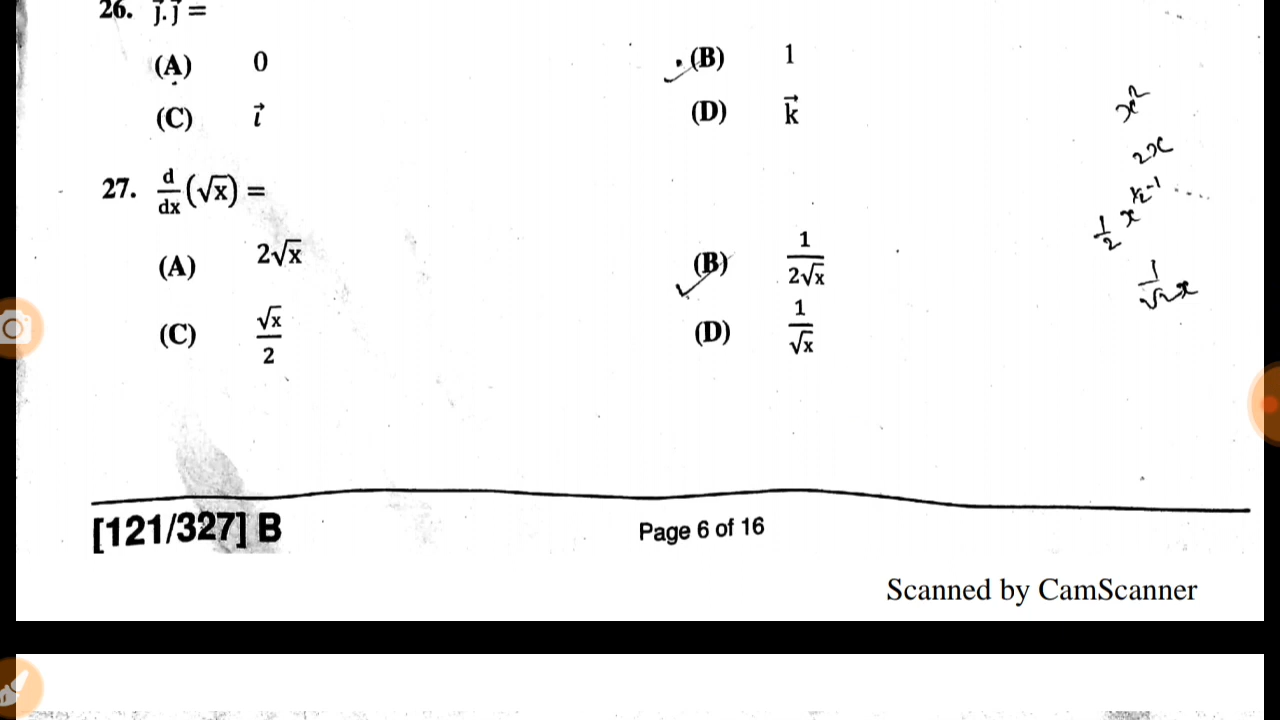 26. j⃗.j⃗ =
(A) 0 (B) 1
(C) i⃗ (D) k⃗
x²
2x
½ x^½-1 ....
1/√2x
27. d/dx (√x) =
(A) 2√x (B) 1/2√x
(C) √x/2 (D) 1/√x
[121/327] B Page 6 of 16
Scanned by CamScanner